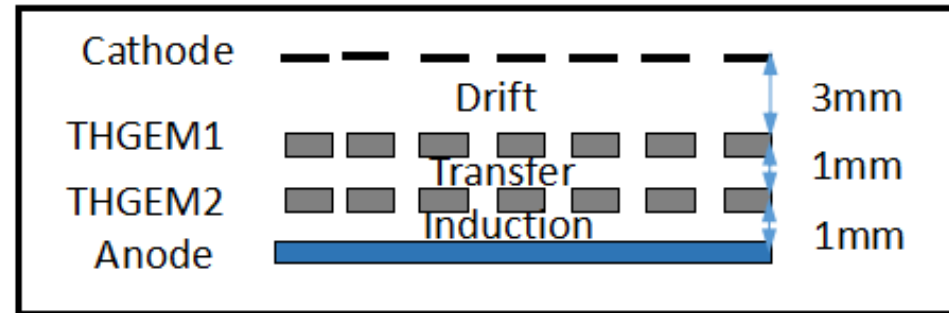 Cathode
Drift
3mm
THGEM1
Transfer
1mm
THGEM2
Induction
1mm
Anode